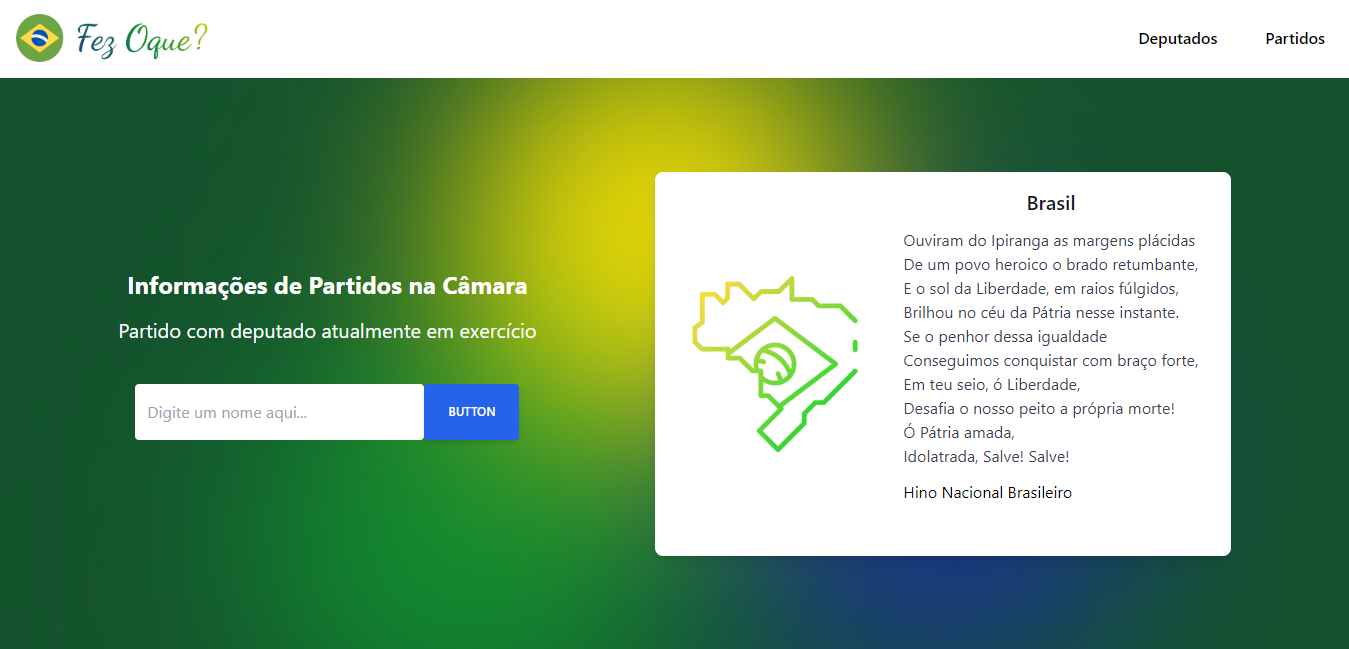 Fez Oque?
Deputados
Partidos
Informações de Partidos na Câmara
Partido com deputado atualmente em exercício
Digite um nome aqui...
BUTTON
Brasil
Ouviram do Ipiranga as margens plácidas
De um povo heroico o brado retumbante,
E o sol da Liberdade, em raios fúlgidos,
Brilhou no céu da Pátria nesse instante.
Se o penhor dessa igualdade
Conseguimos conquistar com braço forte,
Em teu seio, ó Liberdade,
Desafia o nosso peito a própria morte!
Ó Pátria amada,
Idolatrada, Salve! Salve!
Hino Nacional Brasileiro